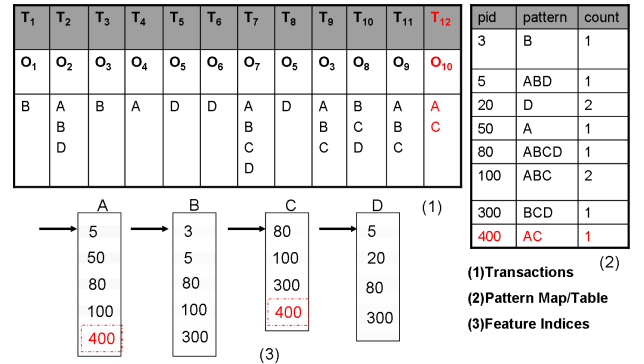 T1 T2 T3 T4 T5 T6 T7 T8 T9 T10 T11 T12
O1 O2 O3 O4 O5 O6 O7 O5 O3 O8 O9 O10
B A B A D D A D A B A A
B B B C B C
D C C D C
D
(1)
pid pattern count
3 B 1
5 ABD 1
20 D 2
50 A 1
80 ABCD 1
100 ABC 2
300 BCD 1
400 AC 1
(2)
A B C D
5 3 80 5
50 5 100 20
80 80 300 80
100 100 400 300
400 300
(3)
(1)Transactions
(2)Pattern Map/Table
(3)Feature Indices